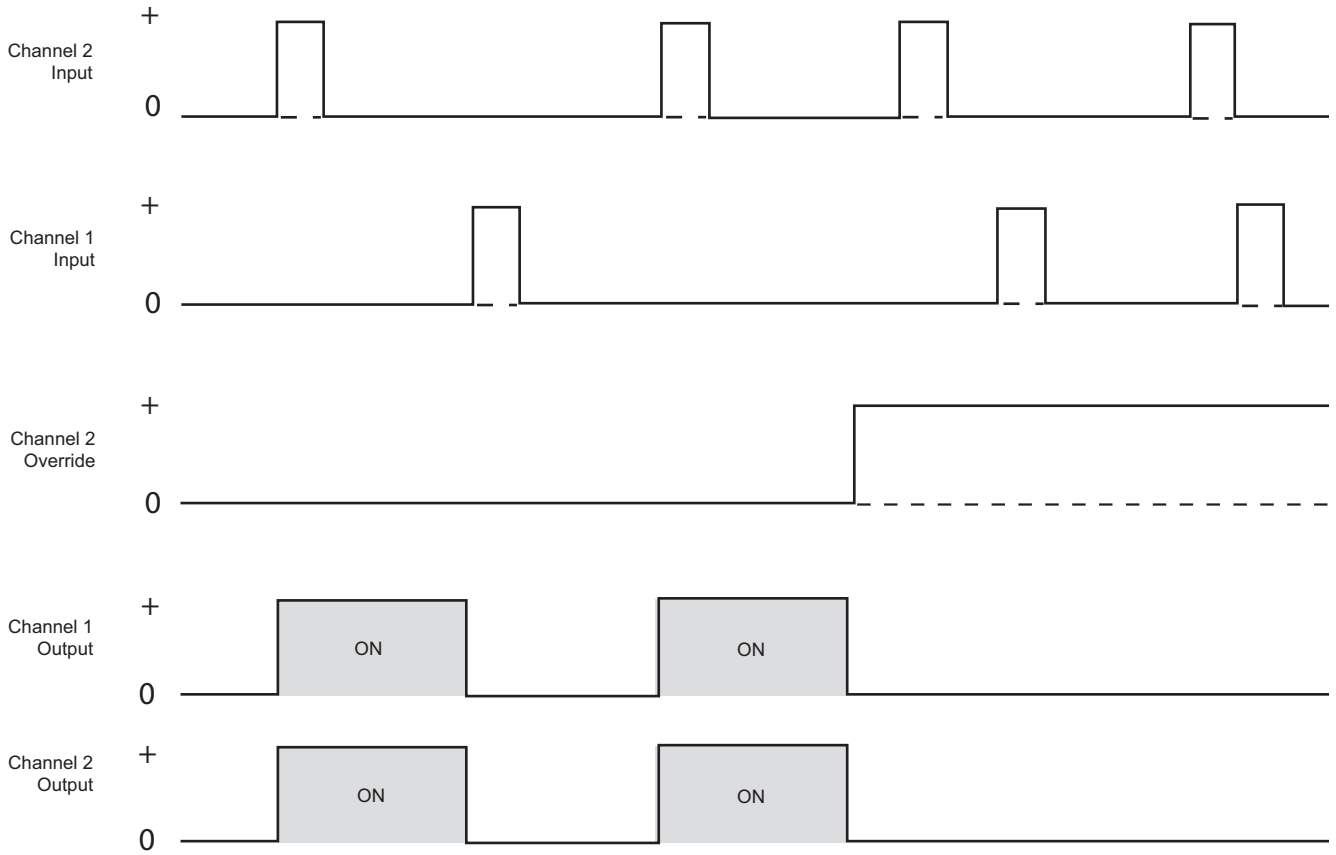 +
Channel 2
Input
0
+
Channel 1
Input
0
+
Channel 2
Override
0
+
Channel 1
Output
ON
ON
0
+
Channel 2
Output
ON
ON
0